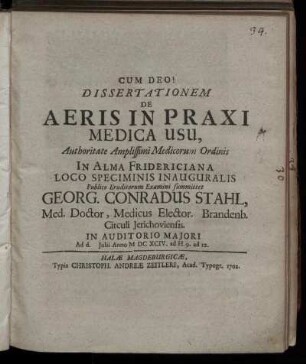 94.
CUM DEO!
DISSERTATIONEM
DE
AERIS IN PRAXI
MEDICA USU,
Authoritate Amplissimi Medicorum Ordinis
IN ALMA FRIDERICIANA
LOCO SPECIMINIS INAUGURALIS
Publico Eruditorum Examini submittet
GEORG. CONRADUS STAHL,
Med. Doctor, Medicus Elector. Brandenb.
Circuli Jerichoviensis.
IN AUDITORIO MAJORI
Ad d. Julii Anno M DC XCIV. ad H 9. ad 12.
HALÆ MAGDEBURGICÆ,
Typis CHRISTOPH. ANDREÆ ZEITLERI, Acad. Typogr. 1702.